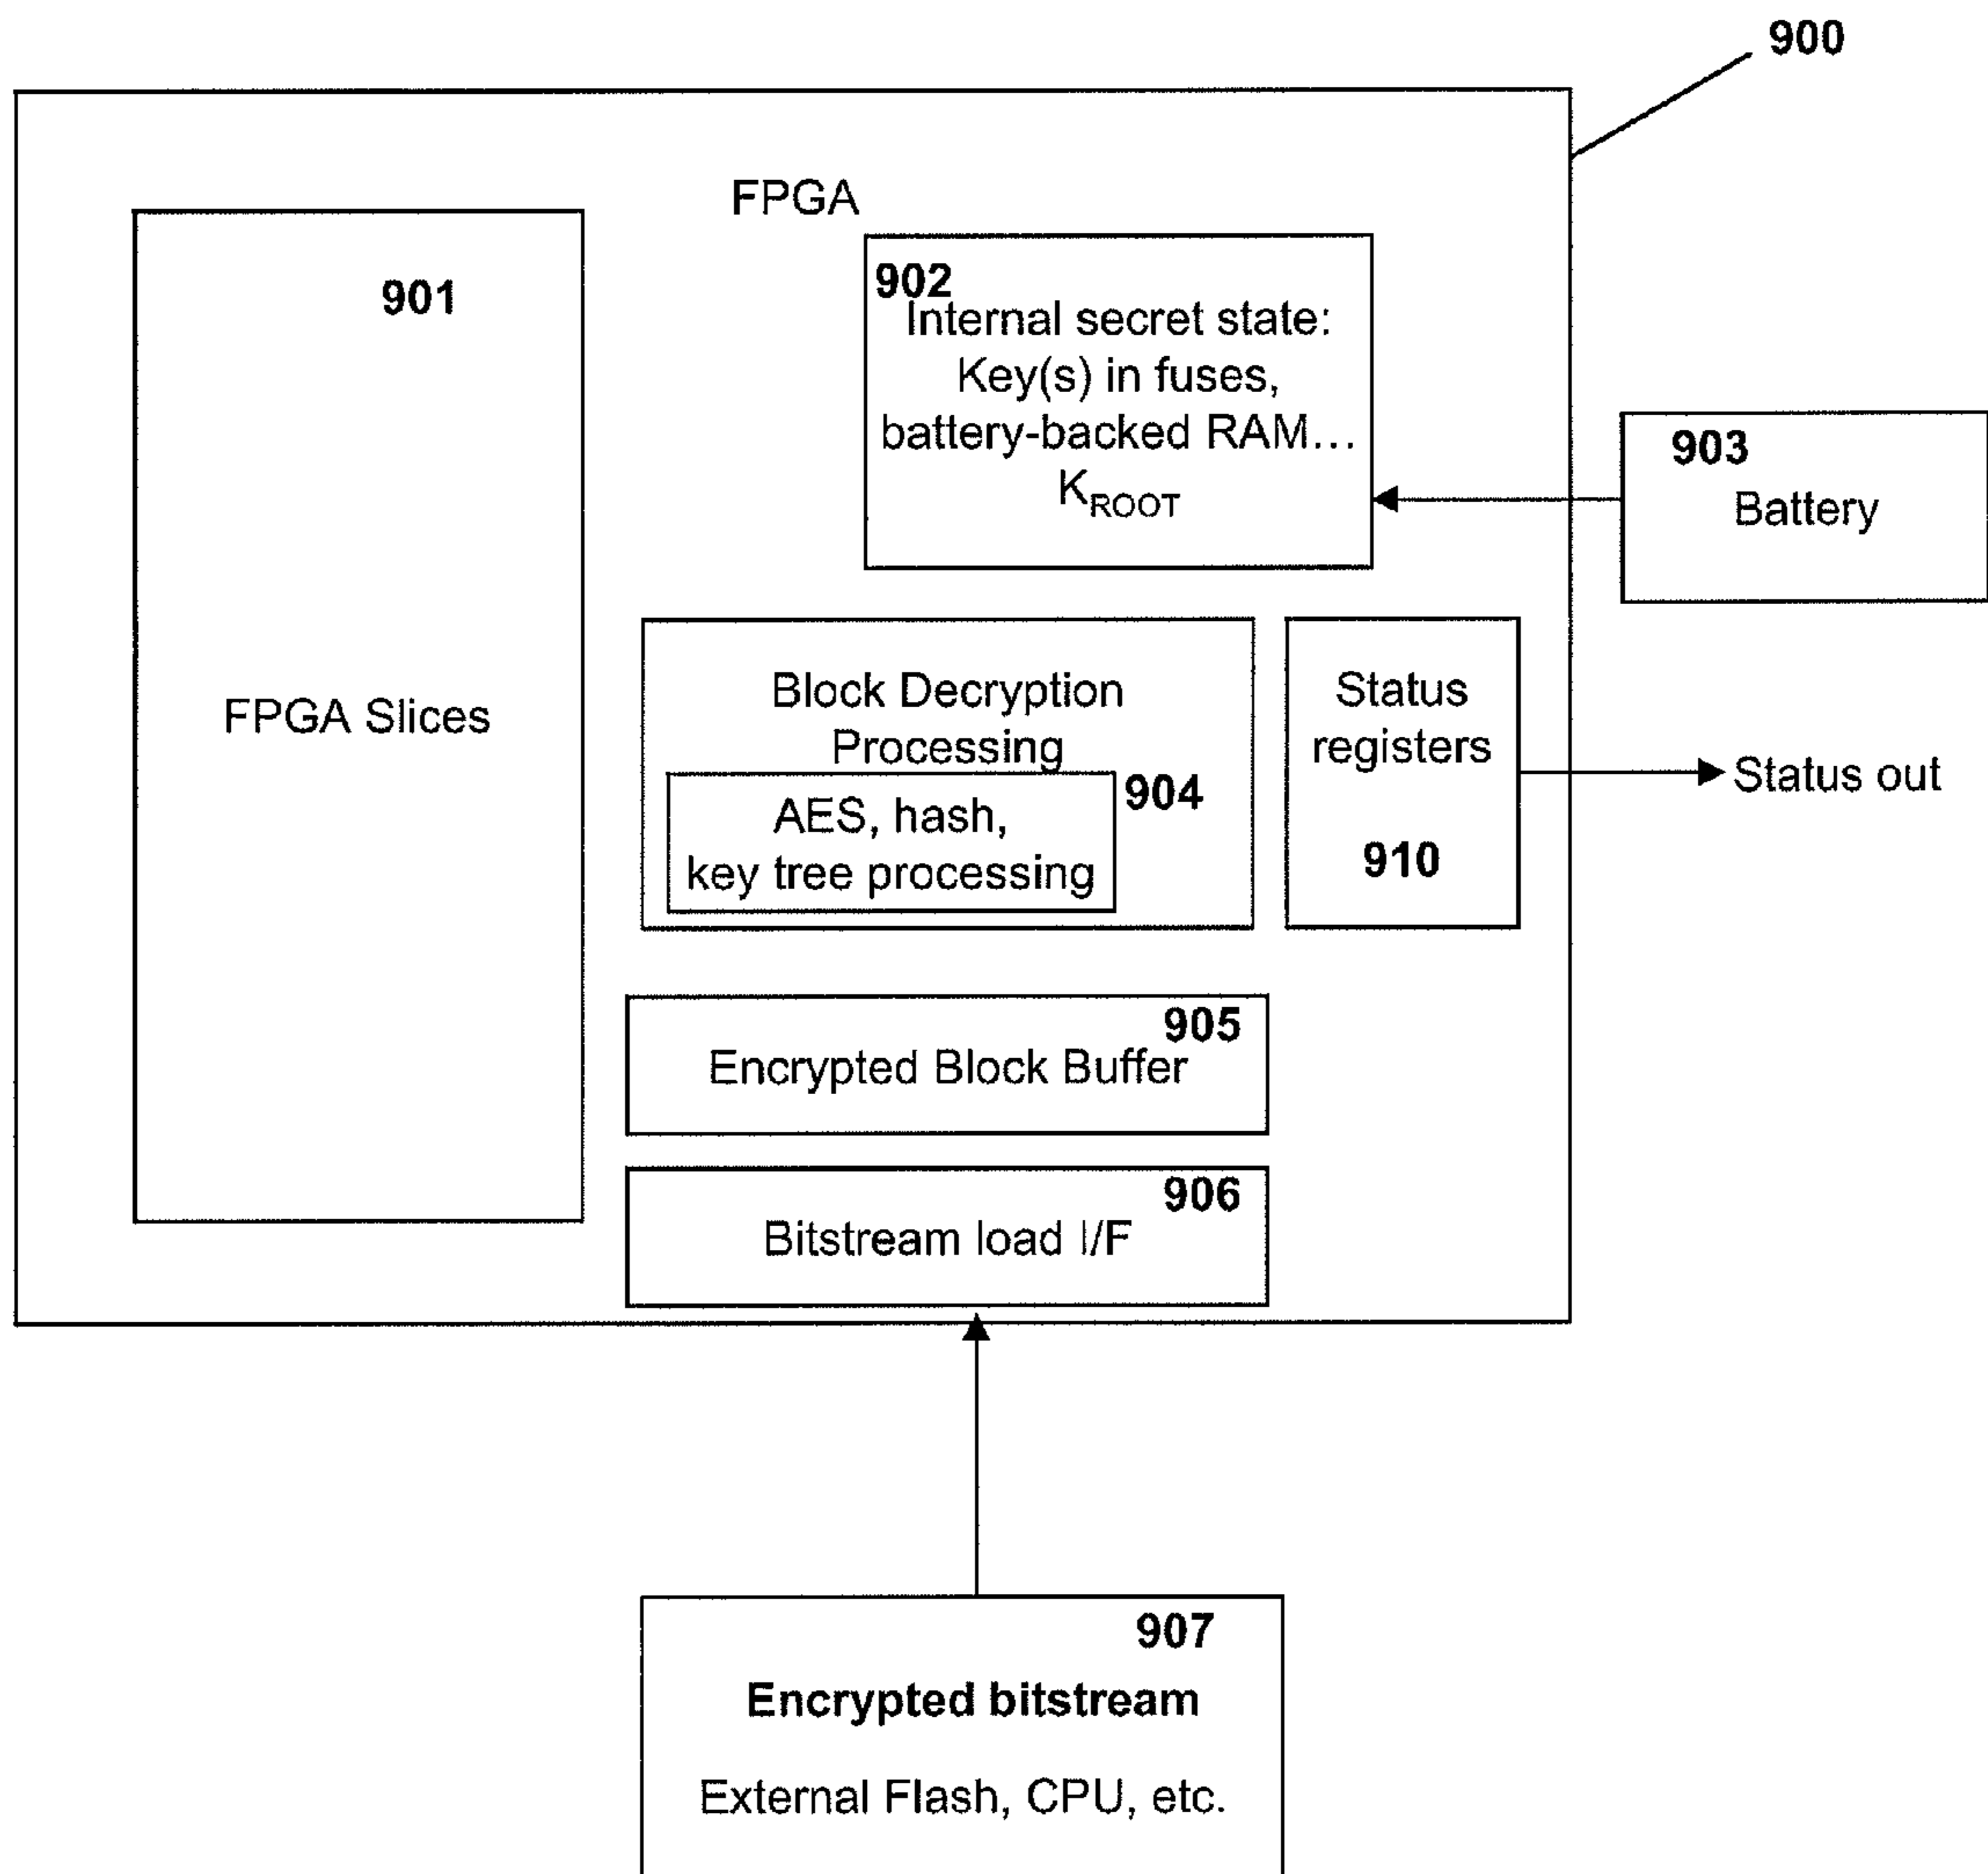 900
FPGA
901
FPGA Slices
902
Internal secret state:
Key(s) in fuses,
battery-backed RAM...
KROOT
903
Battery
Block Decryption
Processing
904
AES, hash,
key tree processing
Status
registers
910
Status out
905
Encrypted Block Buffer
906
Bitstream load I/F
907
Encrypted bitstream
External Flash, CPU, etc.